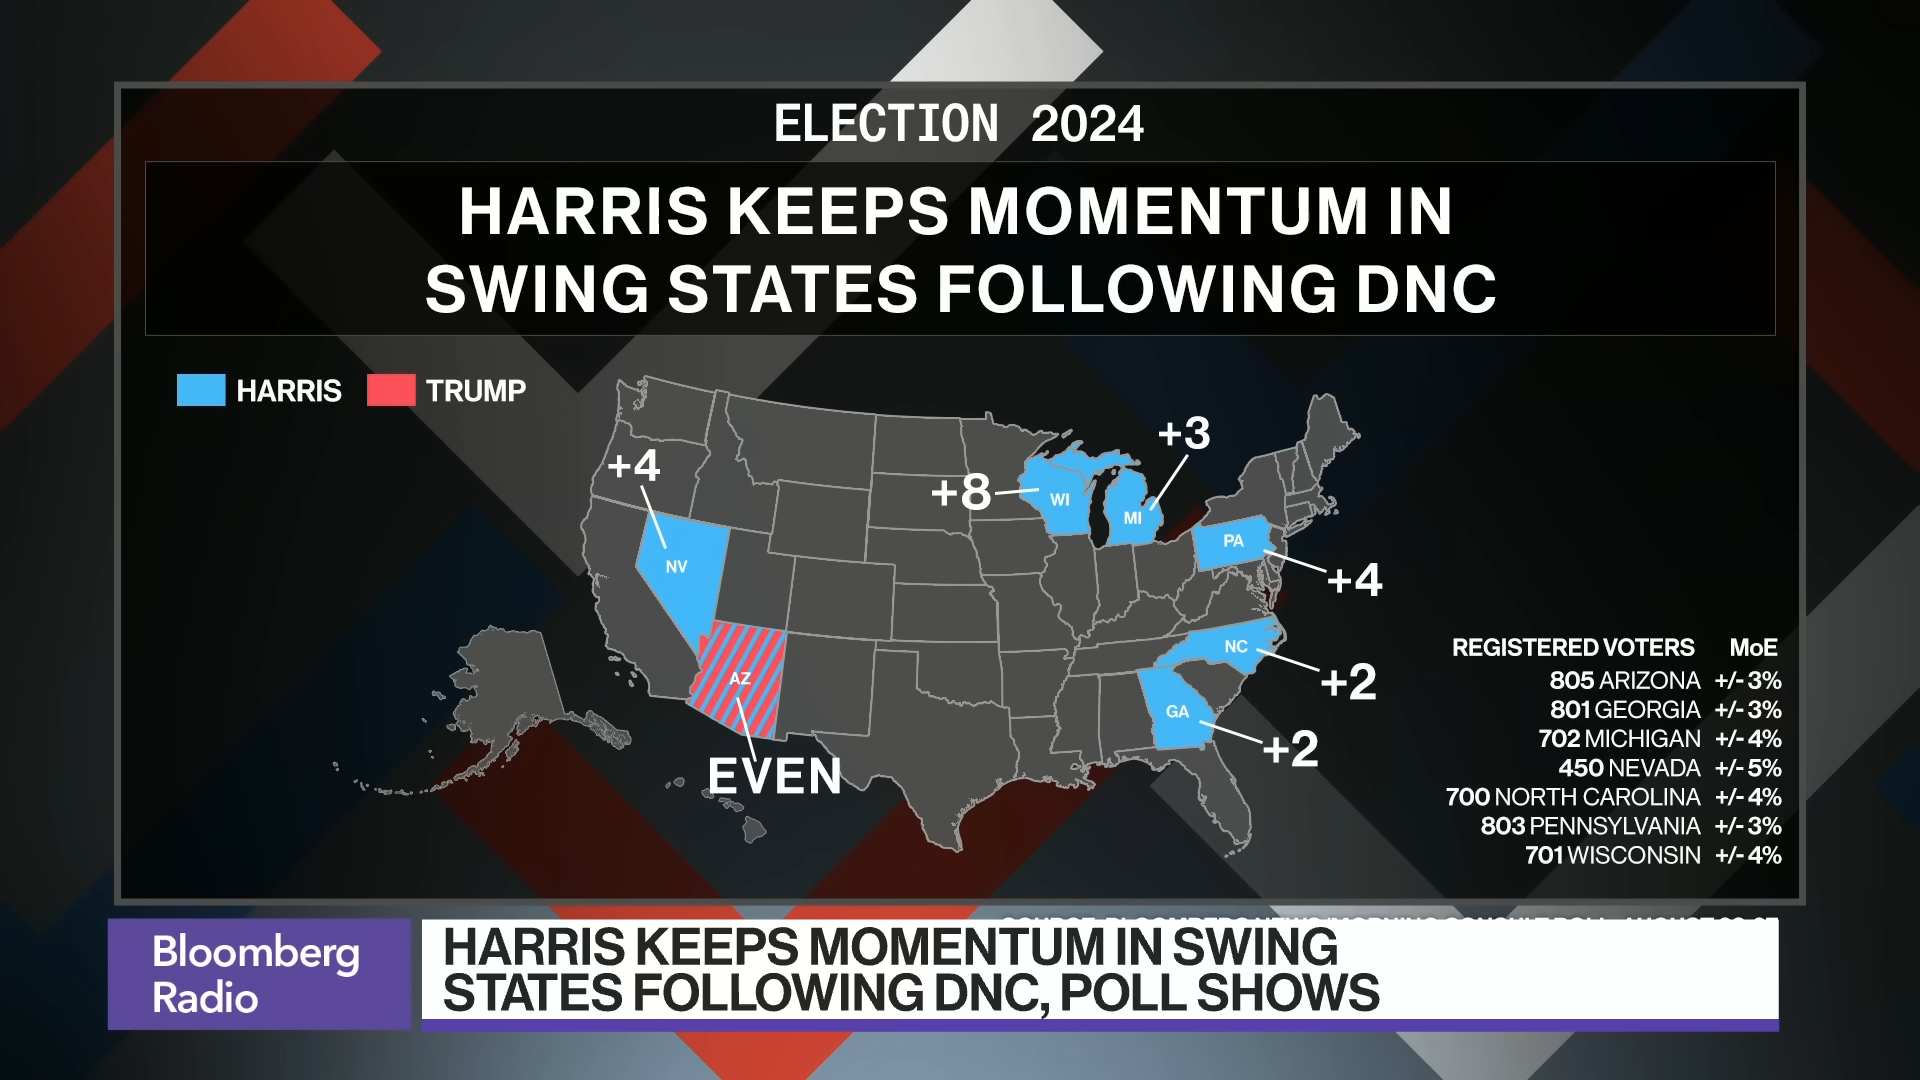 ELECTION 2024
HARRIS KEEPS MOMENTUM IN
SWING STATES FOLLOWING DNC
HARRIS TRUMP
+3
+4
+8
WI
MI
PA
NV
+4
NC
AZ
+2
GA
+2
EVEN
REGISTERED VOTERS MoE
805 ARIZONA +/- 3%
801 GEORGIA +/- 3%
702 MICHIGAN +/- 4%
450 NEVADA +/- 5%
700 NORTH CAROLINA +/- 4%
803 PENNSYLVANIA +/- 3%
701 WISCONSIN +/- 4%
Bloomberg
Radio
HARRIS KEEPS MOMENTUM IN SWING
STATES FOLLOWING DNC, POLL SHOWS